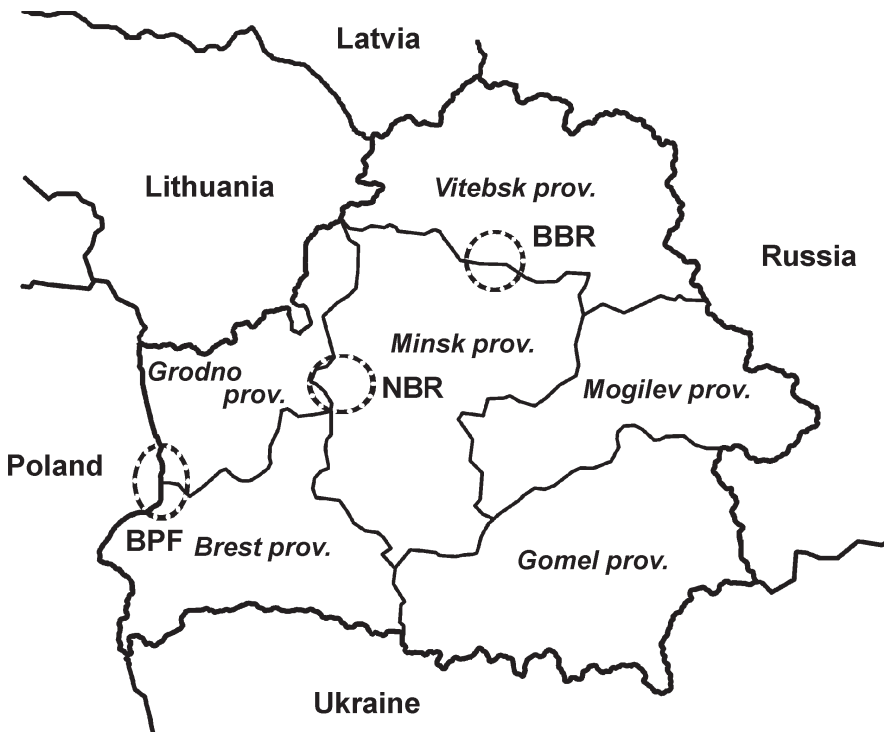 Latvia
Lithuania
Vitebsk prov.
BBR
Russia
Minsk prov.
Grodno
prov.
NBR
Mogilev prov.
Poland
BPF
Brest prov.
Gomel prov.
Ukraine